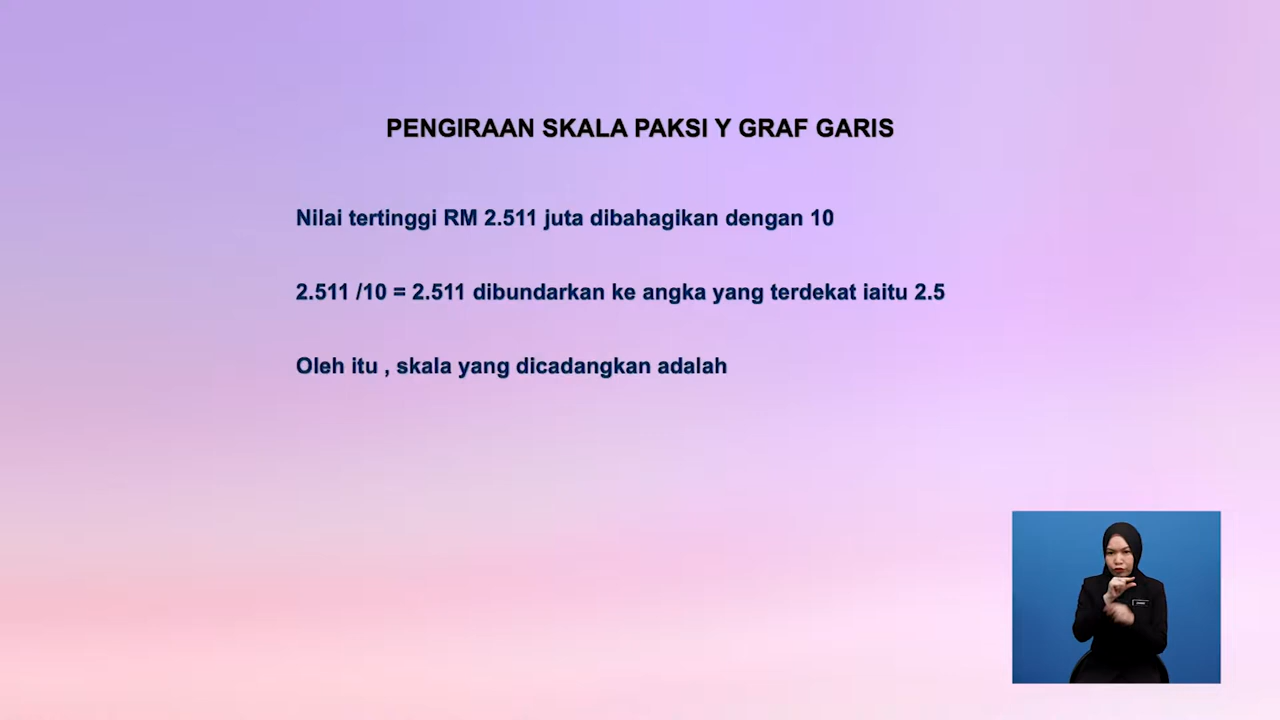 PENGIRAAN SKALA PAKSI Y GRAF GARIS
Nilai tertinggi RM 2.511 juta dibahagikan dengan 10
2.511 /10 = 2.511 dibundarkan ke angka yang terdekat iaitu 2.5
Oleh itu , skala yang dicadangkan adalah